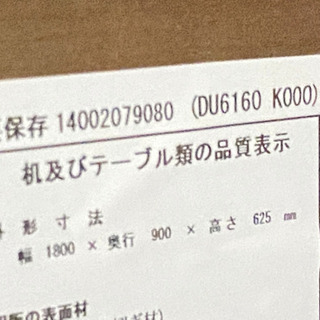 保存 14002079080 (DU6160 K000)
机及びテーブル類の品質表示
形 寸 法
幅 1800 × 奥行 900 × 高さ 625 mm
の表面材